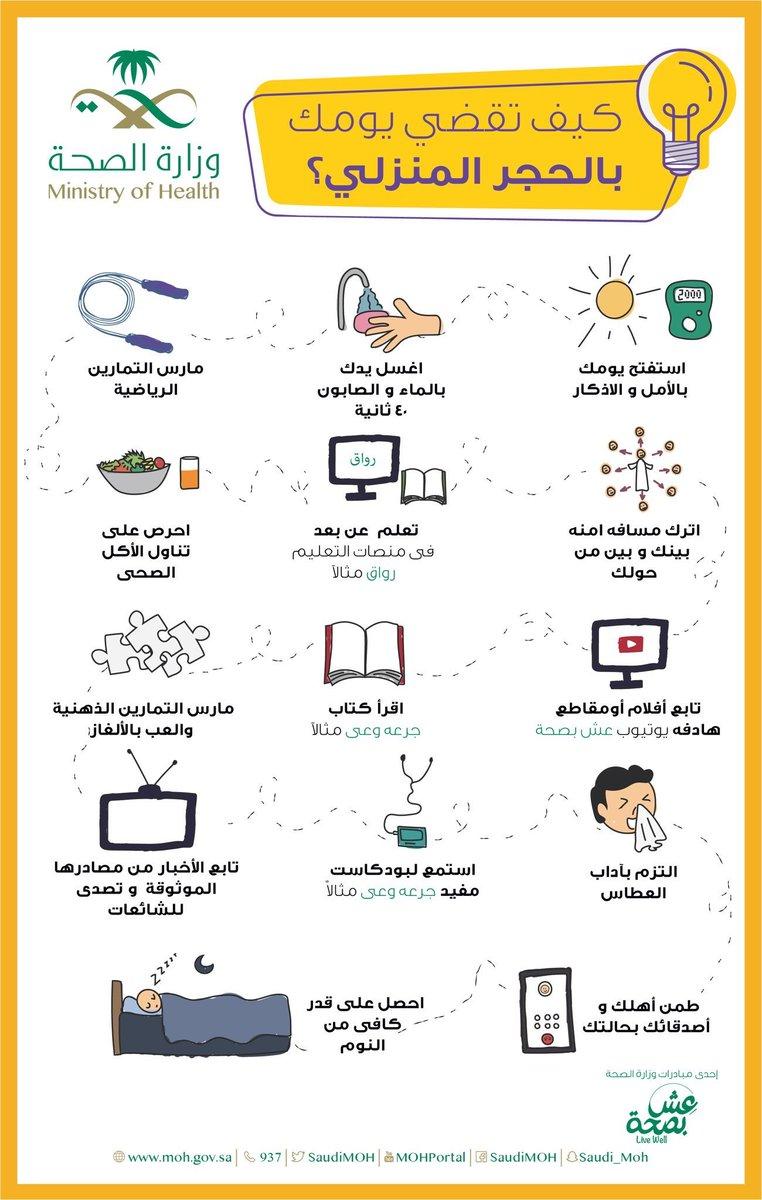 وزارة الصحة
Ministry of Health
كيف تقضي يومك
بالحجر المنزلي؟
2000
استفتح يومك
بالأمل و الاذكار
اغسل يدك
بالماء و الصابون
٤٠ ثانية
مارس التمارين
الرياضية
اترك مسافه امنه
بينك و بين من
حولك
رواق
تعلم عن بعد
فى منصات التعليم
رواق مثالاً
احرص على
تناول الأكل
الصحى
تابع أفلام أومقاطع
هادفه يوتيوب عش بصحة
اقرأ كتاب
جرعه وعى مثالاً
مارس التمارين الذهنية
والعب بالألغاز
التزم بآداب
العطاس
استمع لبودكاست
مفيد جرعه وعى مثالاً
تابع الأخبار من مصادرها
الموثوقة و تصدى
للشائعات
طمن أهلك و
أصدقائك بحالتك
zzzzz
احصل على قدر
كافى من
النوم
إحدى مبادرات وزارة الصحة
عش بصحة
Live Well
www.moh.gov.sa | 937 | SaudiMOH | MOHPortal | SaudiMOH | Saudi_Moh